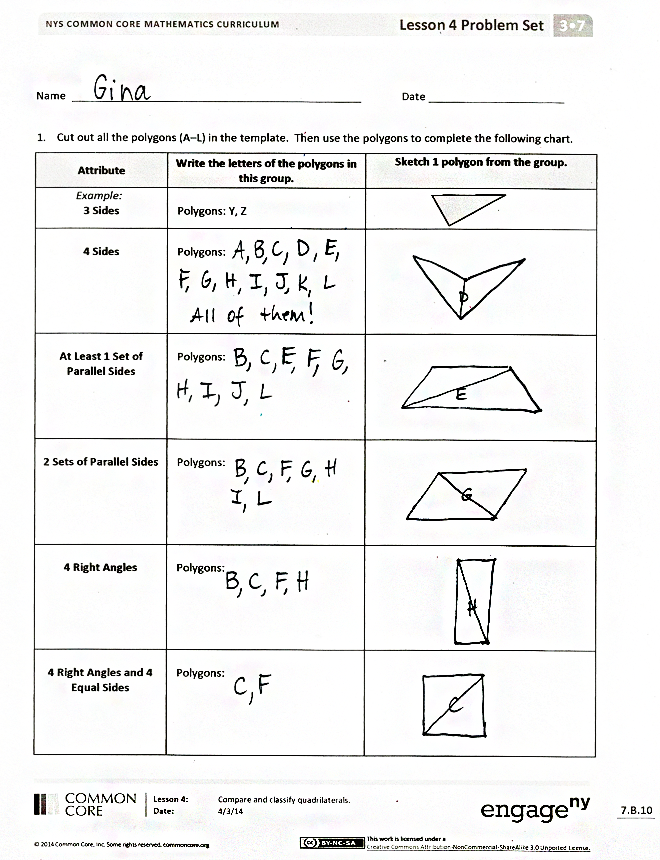 NYS COMMON CORE MATHEMATICS CURRICULUM
Lesson 4 Problem Set 3•7
Name Gina
Date
1. Cut out all the polygons (A–L) in the template. Then use the polygons to complete the following chart.
Attribute
Write the letters of the polygons in
this group.
Sketch 1 polygon from the group.
Example:
3 Sides
Polygons: Y, Z
4 Sides
Polygons: A, B, C, D, E,
F, G, H, I, J, K, L
All of them!
D
At Least 1 Set of
Parallel Sides
Polygons: B, C, E, F, G,
H, I, J, L
E
2 Sets of Parallel Sides
Polygons: B, C, F, G, H
I, L
G
4 Right Angles
Polygons:
B, C, F, H
H
4 Right Angles and 4
Equal Sides
Polygons:
C, F
C
COMMON
CORE
Lesson 4:
Date:
Compare and classify quadrilaterals.
4/3/14
engage ny
7.B.10
© 2014 Common Core, Inc. Some rights reserved. commoncore.org
(cc) BY-NC-SA
This work is licensed under a
Creative Commons Attribution-NonCommercial-ShareAlike 3.0 Unported License.